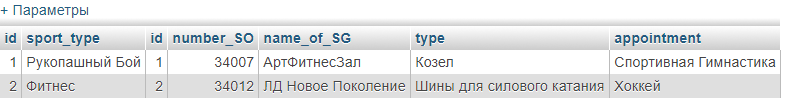 + Параметры
id sport_type id number_SO name_of_SG type appointment
1 Рукопашный Бой 1 34007 АртФитнесЗал Козел Спортивная Гимнастика
2 Фитнес 2 34012 ЛД Новое Поколение Шины для силового катания Хоккей